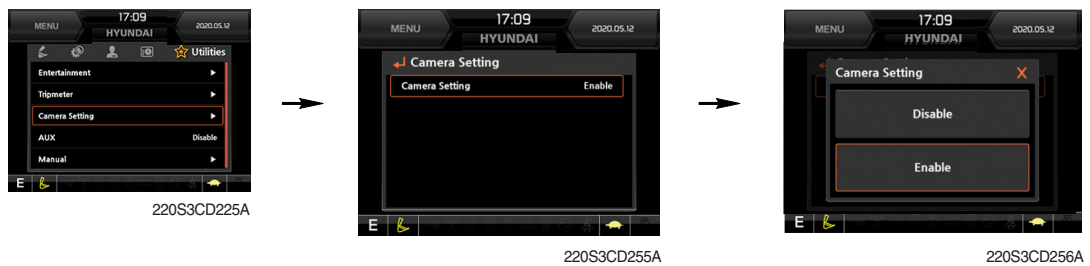 MENU
17:09
HYUNDAI
2020.05.12
Utilities
Entertainment
Tripmeter
Camera Setting
AUX Disable
Manual
E
220S3CD225A
MENU
17:09
HYUNDAI
2020.05.12
Camera Setting
Camera Setting Enable
E
220S3CD255A
MENU
17:09
HYUNDAI
2020.05.12
Camera Setting X
Disable
Enable
E
220S3CD256A